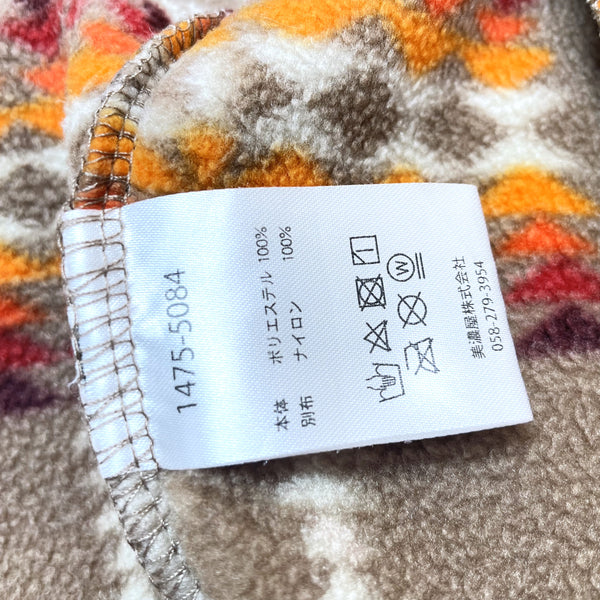 1475-5084
本体 ポリエステル 100%
別布 ナイロン 100%
W
美濃屋株式会社
058-279-3954